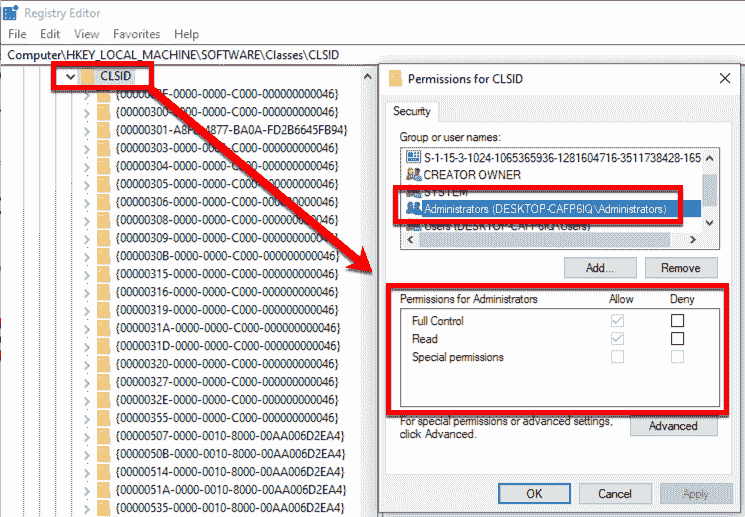 Registry Editor
File Edit View Favorites Help
Computer\HKEY_LOCAL_MACHINE\SOFTWARE\Classes\CLSID
CLSID
-0000-0000-C000-000000000046}
{00000300-0000-0000-C000-000000000046}
{00000301-A8F2-4877-BA0A-FD2B6645FB94}
{00000303-0000-0000-C000-000000000046}
{00000304-0000-0000-C000-000000000046}
{00000305-0000-0000-C000-000000000046}
{00000306-0000-0000-C000-000000000046}
{00000308-0000-0000-C000-000000000046}
{00000309-0000-0000-C000-000000000046}
{0000030B-0000-0000-C000-000000000046}
{00000315-0000-0000-C000-000000000046}
{00000316-0000-0000-C000-000000000046}
{00000319-0000-0000-C000-000000000046}
{0000031A-0000-0000-C000-000000000046}
{0000031D-0000-0000-C000-000000000046}
{00000320-0000-0000-C000-000000000046}
{00000327-0000-0000-C000-000000000046}
{0000032E-0000-0000-C000-000000000046}
{00000355-0000-0000-C000-000000000046}
{00000507-0000-0010-8000-00AA006D2EA4}
{0000050B-0000-0010-8000-00AA006D2EA4}
{00000514-0000-0010-8000-00AA006D2EA4}
{0000051A-0000-0010-8000-00AA006D2EA4}
{00000535-0000-0010-8000-00AA006D2EA4}
Permissions for CLSID
Security
Group or user names:
S-1-15-3-1024-1065365936-1281604716-3511738428-165
CREATOR OWNER
SYSTEM
Administrators (DESKTOP-CAFP6IQ\Administrators)
Users (DESKTOP-CAFP6IQ\Users)
Add... Remove
Permissions for Administrators Allow Deny
Full Control
Read
Special permissions
For special permissions or advanced settings,
click Advanced.
Advanced
OK Cancel Apply